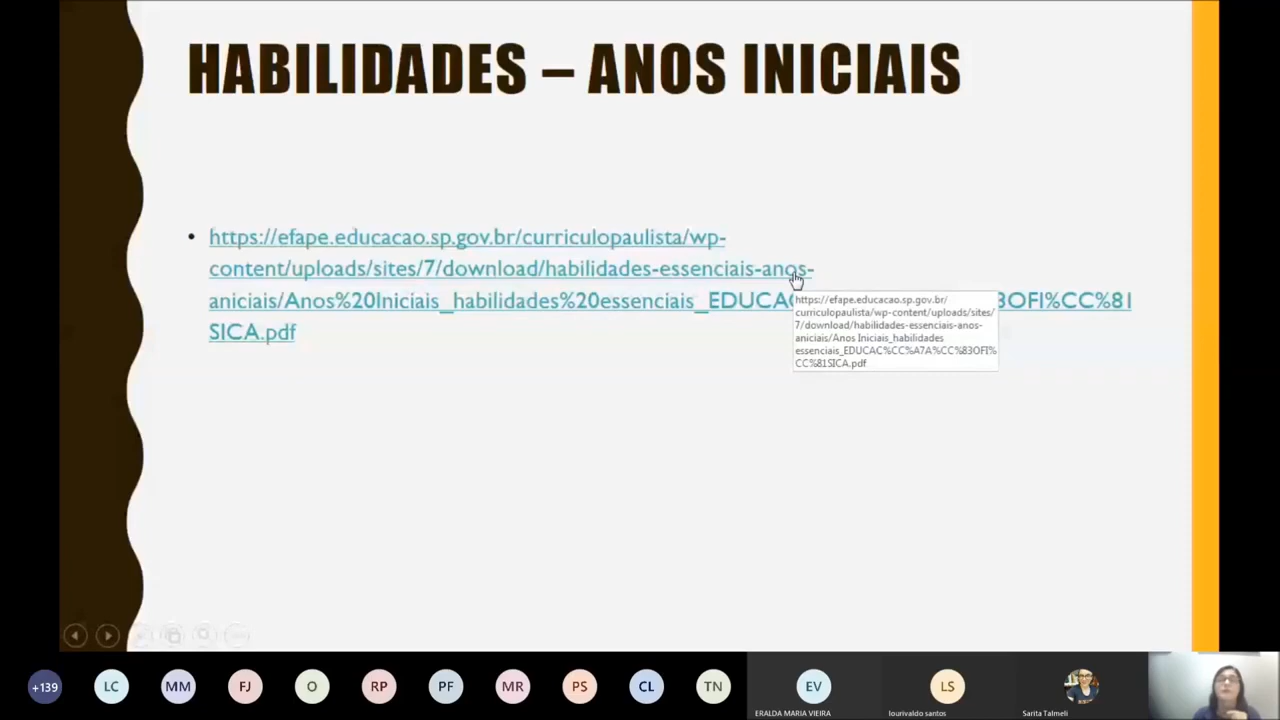 HABILIDADES – ANOS INICIAIS
• https://efape.educacao.sp.gov.br/curriculopaulista/wp-
content/uploads/sites/7/download/habilidades-essenciais-anos-
aniciais/Anos%20Iniciais_habilidades%20essenciais_EDUCAÇ 3OFI%CC%81
SICA.pdf
https://efape.educacao.sp.gov.br/
curriculopaulista/wp-content/uploads/sites/
7/download/habilidades-essenciais-anos-
aniciais/Anos Iniciais_habilidades
essenciais_EDUCAC%CC%A7A%CC%83OFI%
CC%81SICA.pdf
+139 LC MM FJ O RP PF MR PS CL TN EV LS
ERALDA MARIA VIEIRA lourivaldo santos Sarita Talmeli